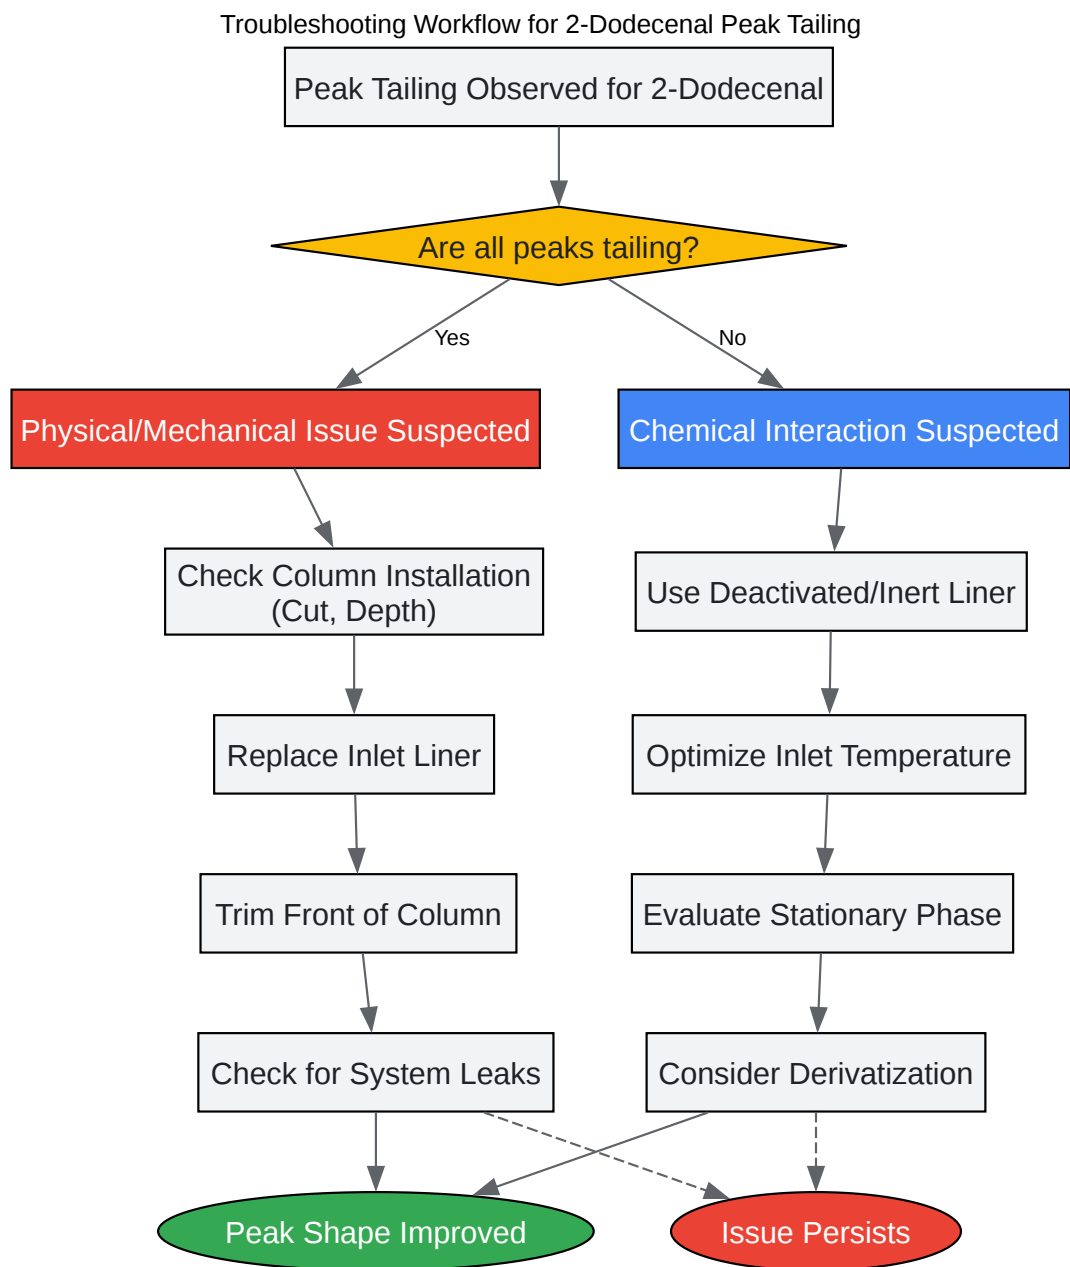 Troubleshooting Workflow for 2-Dodecenal Peak Tailing
Peak Tailing Observed for 2-Dodecenal
Are all peaks tailing?
Yes
No
Physical/Mechanical Issue Suspected
Chemical Interaction Suspected
Check Column Installation
(Cut, Depth)
Use Deactivated/Inert Liner
Replace Inlet Liner
Optimize Inlet Temperature
Trim Front of Column
Evaluate Stationary Phase
Check for System Leaks
Consider Derivatization
Peak Shape Improved
Issue Persists